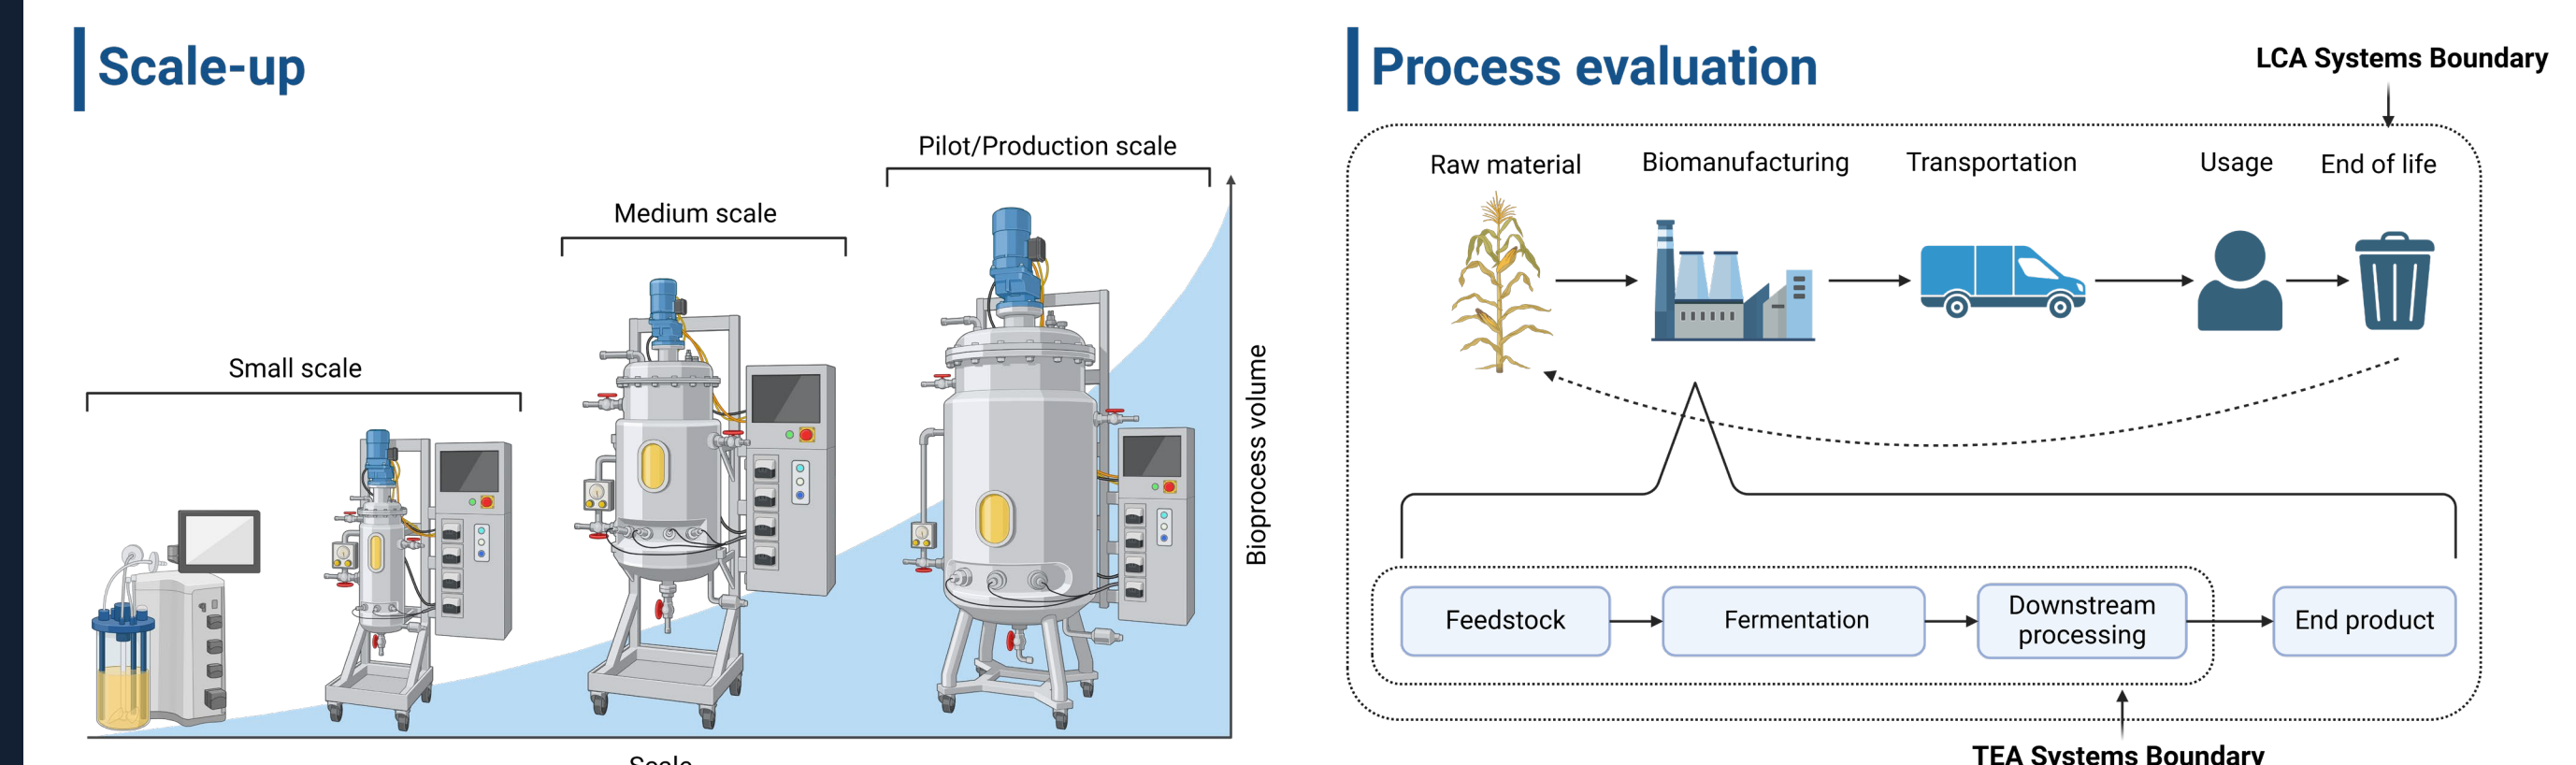 Scale-up
Pilot/Production scale
Medium scale
Small scale
Bioprocess volume
Scale
Process evaluation
LCA Systems Boundary
Raw material
Biomanufacturing
Transportation
Usage
End of life
Feedstock
Fermentation
Downstream
processing
End product
TEA Systems Boundary